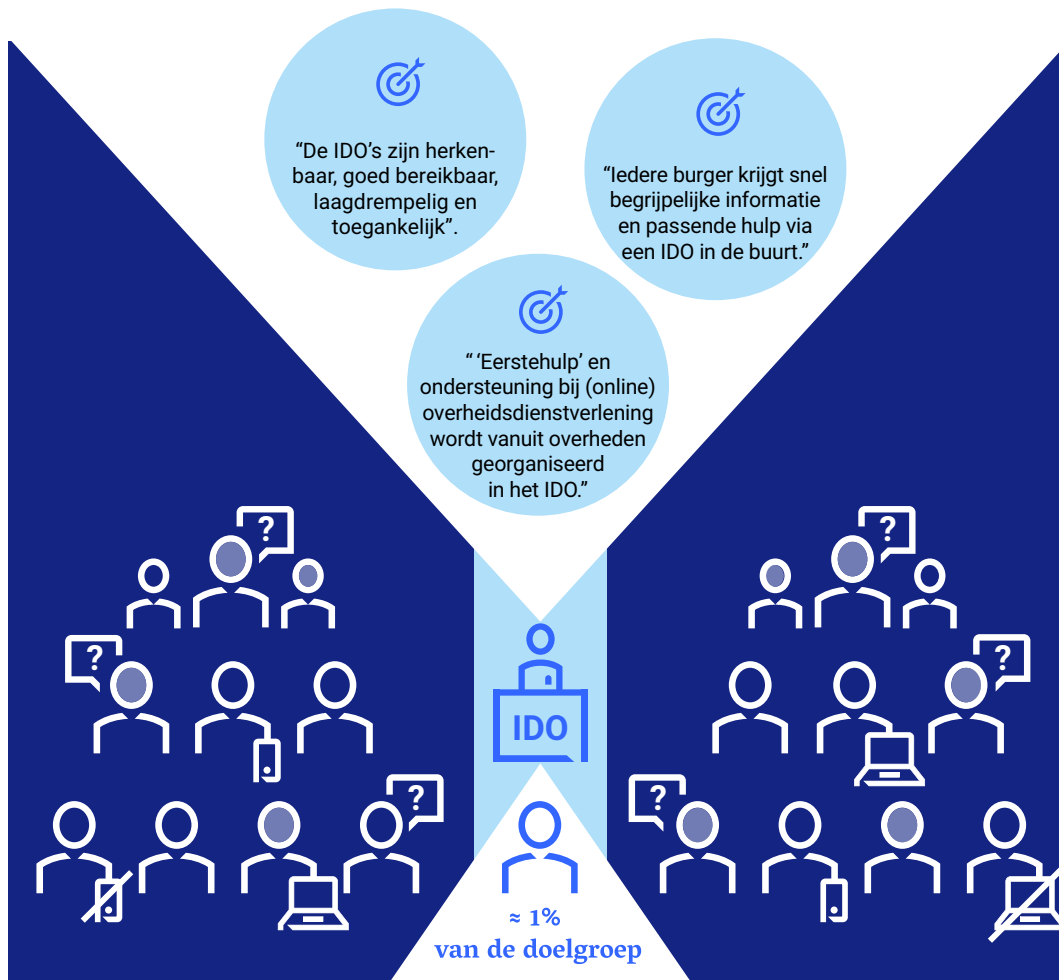 “De IDO’s zijn herken-
baar, goed bereikbaar,
laagdrempelig en
toegankelijk”.
“Iedere burger krijgt snel
begrijpelijke informatie
en passende hulp via
een IDO in de buurt.”
“ ‘Eerstehulp’ en
ondersteuning bij (online)
overheidsdienstverlening
wordt vanuit overheden
georganiseerd
in het IDO.”
?
?
?
?
IDO
?
?
≈ 1%
van de doelgroep